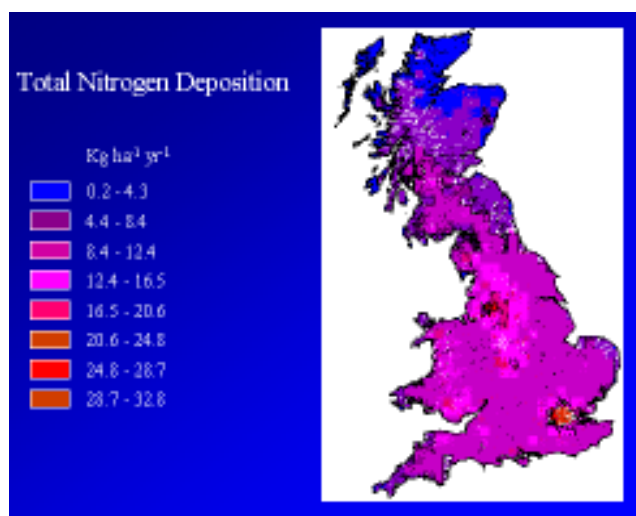 Total Nitrogen Deposition
Kg ha-1 yr-1
0.2 - 4.3
4.4 - 8.4
8.4 - 12.4
12.4 - 16.5
16.5 - 20.6
20.6 - 24.8
24.8 - 28.7
28.7 - 32.8